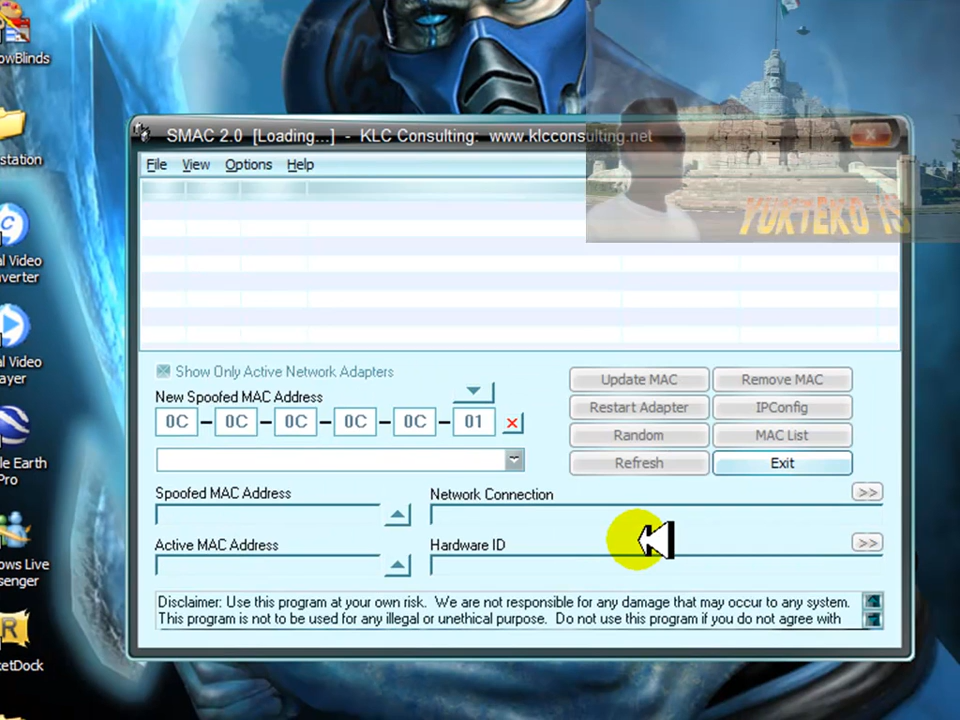 owBlinds
station
al Video
verter
al Video
ayer
le Earth
Pro
ows Live
senger
R
ketDock
SMAC 2.0 [Loading...] - KLC Consulting: www.klcconsulting.net
YUKTEKO IS
File View Options Help
Show Only Active Network Adapters
New Spoofed MAC Address
0C - 0C - 0C - 0C - 0C - 01
Update MAC Remove MAC
Restart Adapter IPConfig
Random MAC List
Refresh Exit
Spoofed MAC Address
Network Connection >>
Active MAC Address
Hardware ID >>
Disclaimer: Use this program at your own risk. We are not responsible for any damage that may occur to any system.
This program is not to be used for any illegal or unethical purpose. Do not use this program if you do not agree with